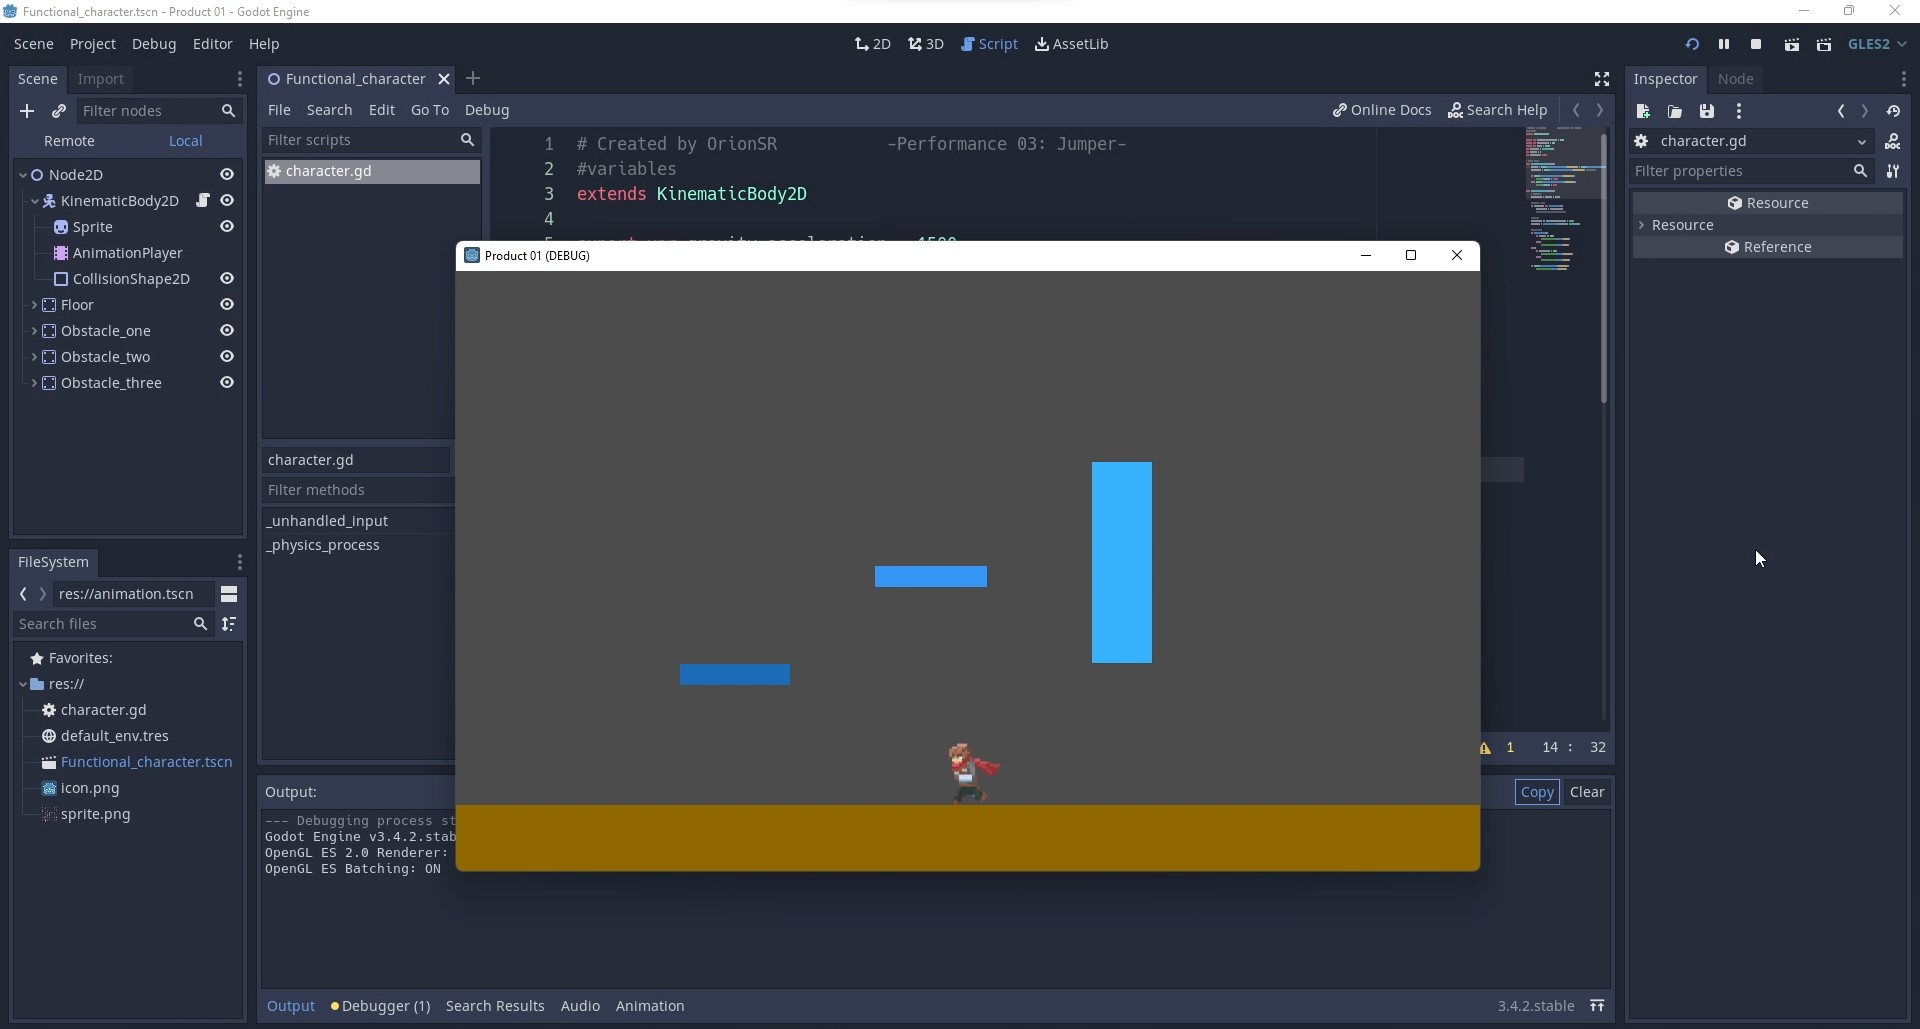 Functional_character.tscn - Product 01 - Godot Engine
Scene Project Debug Editor Help
2D 3D Script AssetLib
GLES2
Scene Import
Functional_character
Inspector Node
Filter nodes
File Search Edit Go To Debug
Online Docs Search Help
Remote Local
Filter scripts
character.gd
Filter properties
Resource
Resource
Reference
Node2D
KinematicBody2D
Sprite
AnimationPlayer
CollisionShape2D
Floor
Obstacle_one
Obstacle_two
Obstacle_three
character.gd
1 # Created by OrionSR -Performance 03: Jumper-
2 #variables
3 extends KinematicBody2D
4
Product 01 (DEBUG)
character.gd
Filter methods
_unhandled_input
_physics_process
FileSystem
res://animation.tscn
Search files
Favorites:
res://
character.gd
default_env.tres
Functional_character.tscn
icon.png
sprite.png
1 14 : 32
Output:
Copy Clear
--- Debugging process st
Godot Engine v3.4.2.stab
OpenGL ES 2.0 Renderer:
OpenGL ES Batching: ON
Output Debugger (1) Search Results Audio Animation
3.4.2.stable